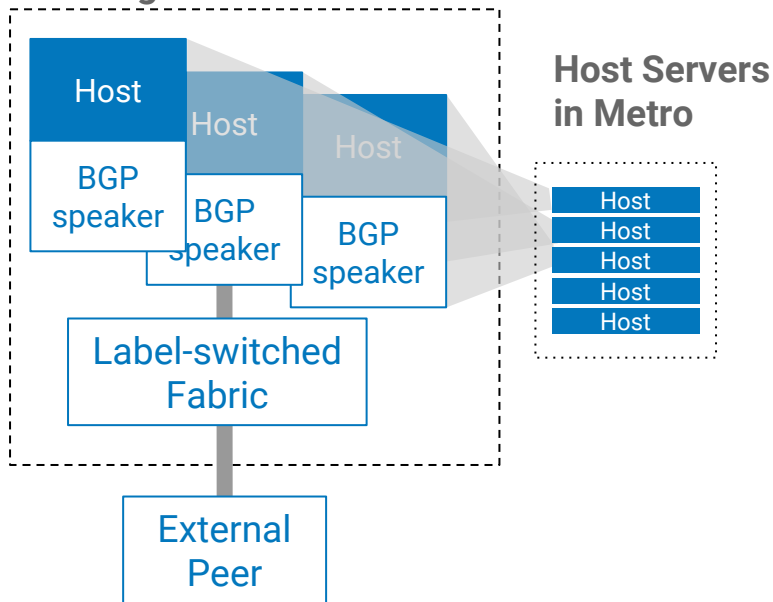 Host
BGP
speaker
Host
BGP
speaker
Host
BGP
speaker
Label-switched
Fabric
External
Peer
Host Servers
in Metro
Host
Host
Host
Host
Host